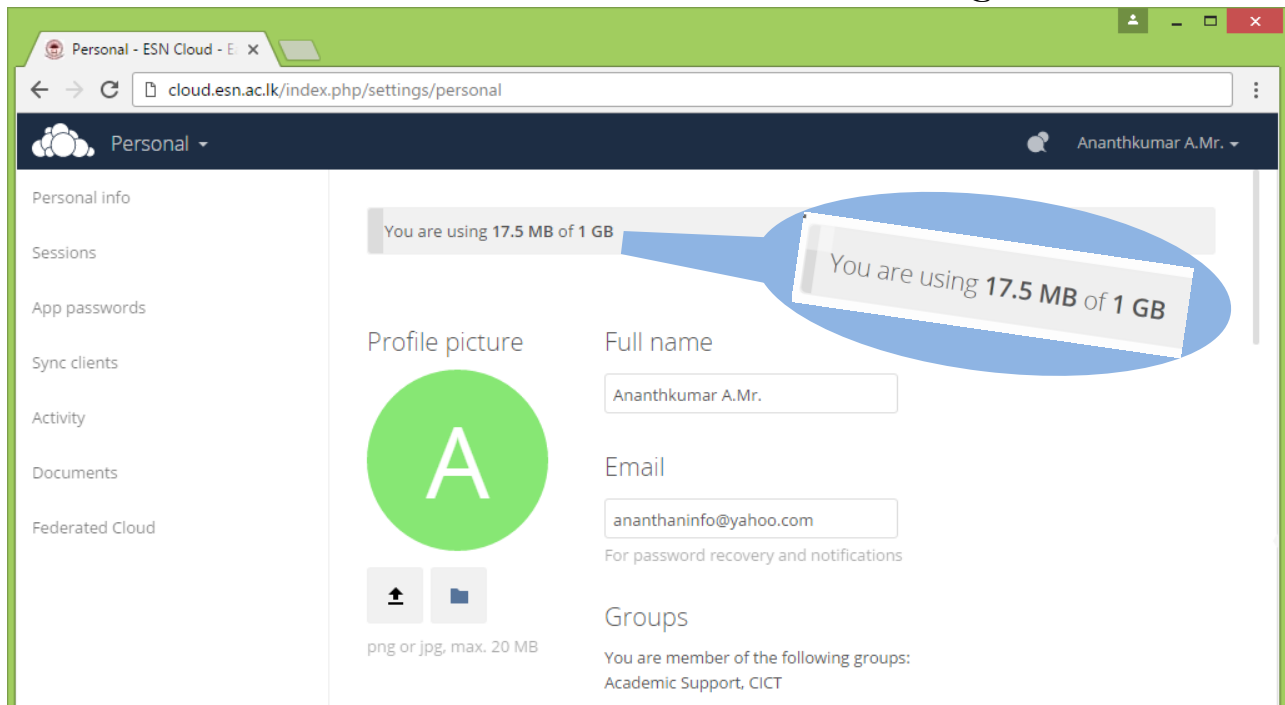 Personal - ESN Cloud - E
cloud.esn.ac.lk/index.php/settings/personal
Personal
Ananthkumar A.Mr.
Personal info
Sessions
App passwords
Sync clients
Activity
Documents
Federated Cloud
You are using 17.5 MB of 1 GB
You are using 17.5 MB of 1 GB
Profile picture
A
png or jpg, max. 20 MB
Full name
Ananthkumar A.Mr.
Email
ananthaninfo@yahoo.com
For password recovery and notifications
Groups
You are member of the following groups:
Academic Support, CICT